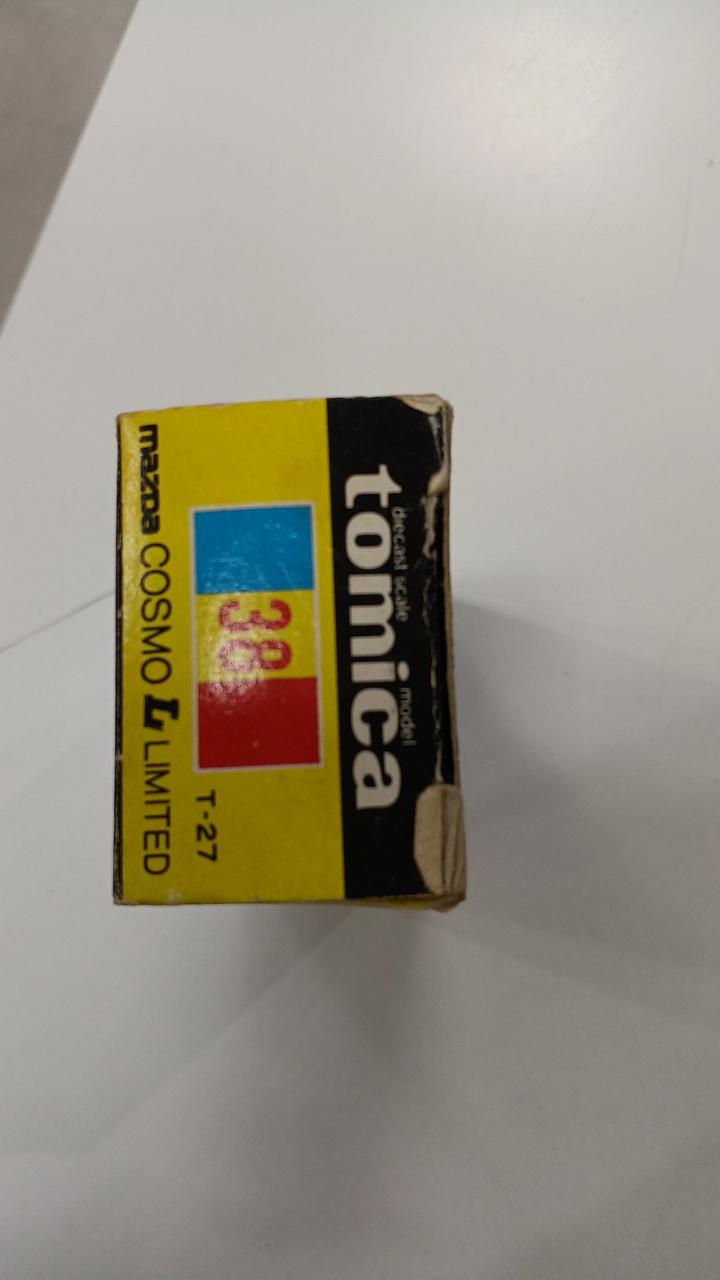 diecast scale model
tomica
38
T-27
mazda COSMO L LIMITED